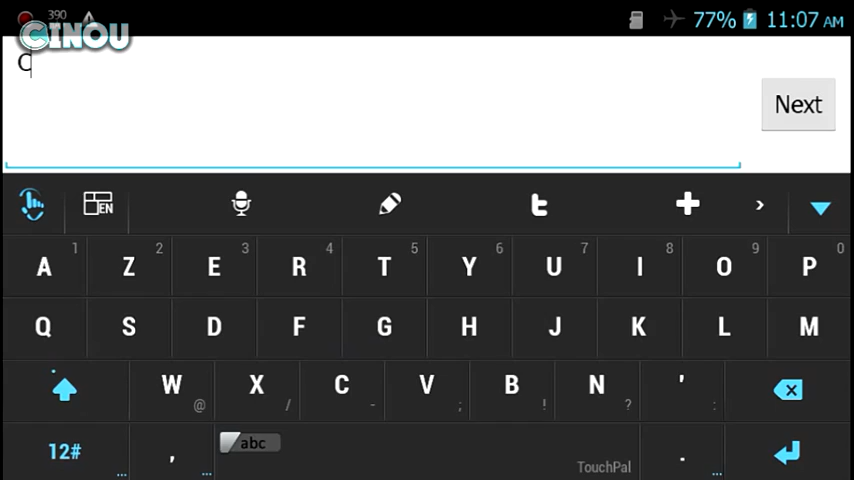 390
77% 11:07 AM
CINOU
C
Next
EN
A 1 Z 2 E 3 R 4 T 5 Y 6 U 7 I 8 O 9 P 0
Q S D F G H J K L M
W @ X / C - V ; B ! N ? ' :
12# , ... abc TouchPal . ...